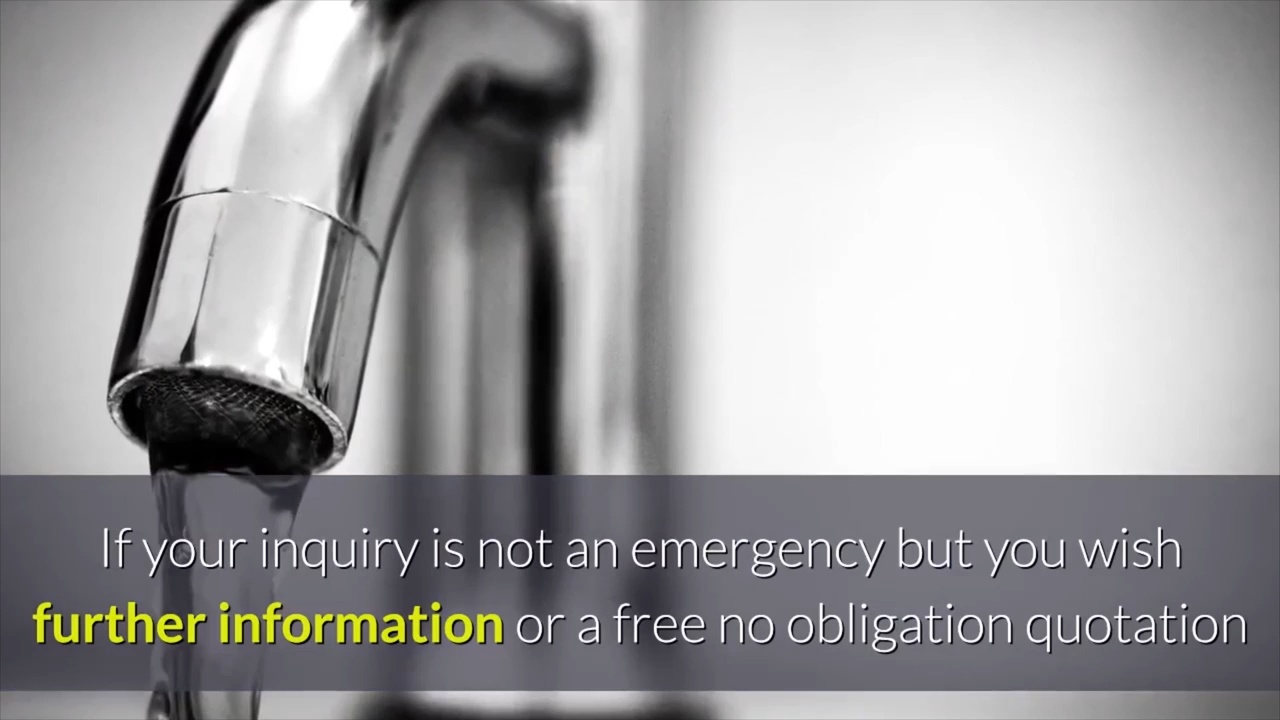 If your inquiry is not an emergency but you wish
further information or a free no obligation quotation